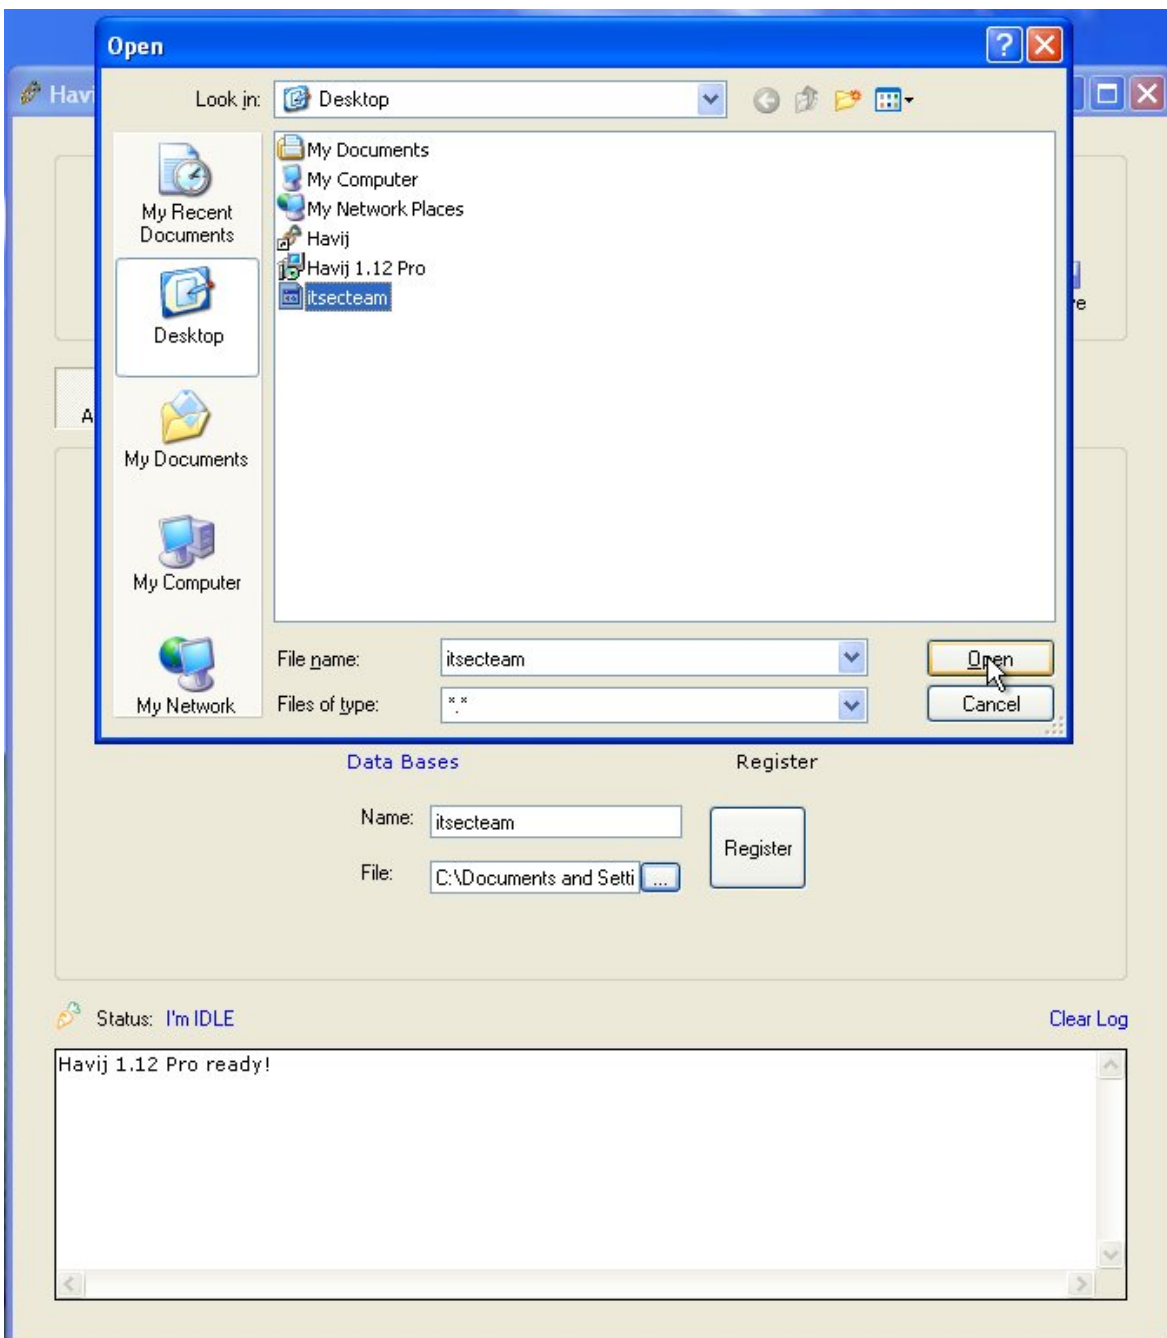 Open
Havi
Look in: Desktop
My Documents
My Computer
My Network Places
Havij
Havij 1.12 Pro
itsecteam
My Recent
Documents
Desktop
My Documents
My Computer
My Network
File name: itsecteam Open
Files of type: *.* Cancel
Data Bases Register
Name: itsecteam
File: C:\Documents and Setti ...
Register
Status: I'm IDLE Clear Log
Havij 1.12 Pro ready!